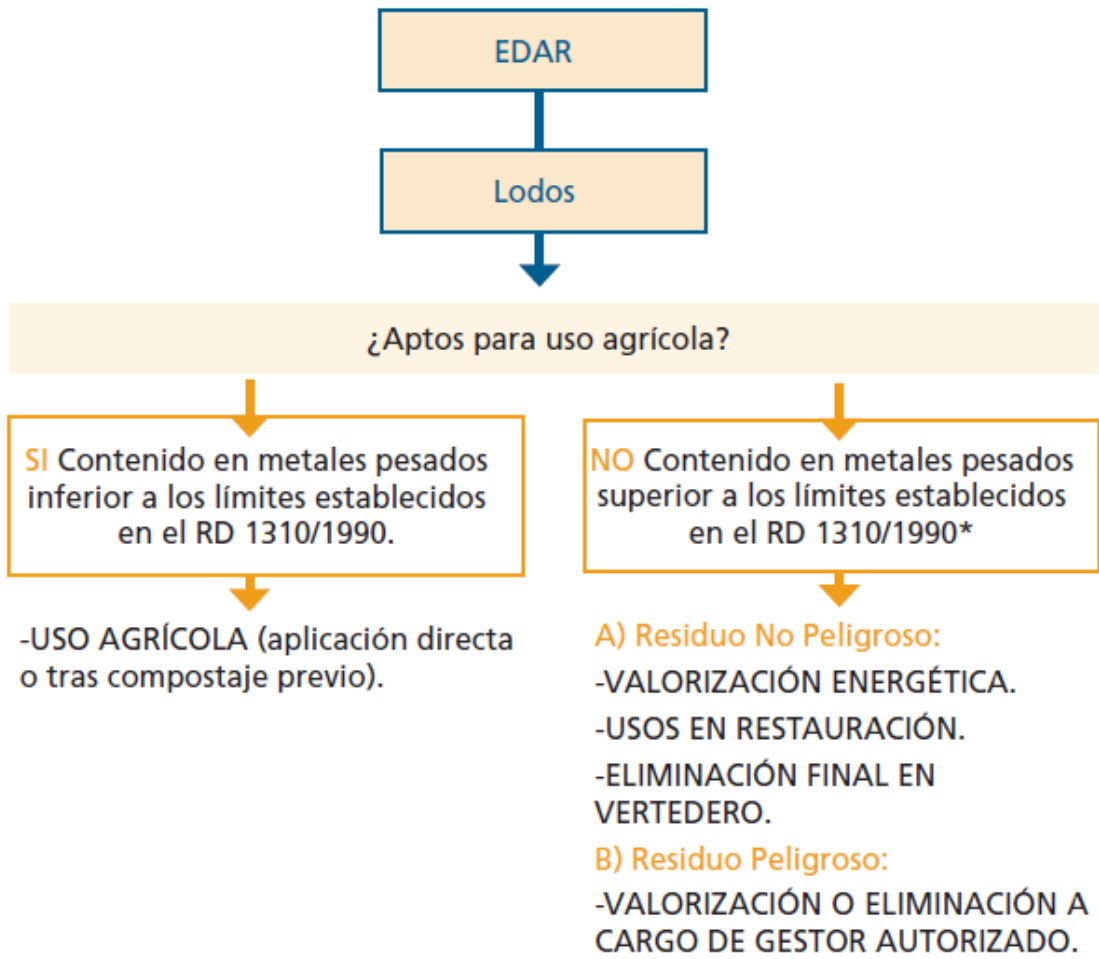 EDAR
Lodos
¿Aptos para uso agrícola?
SI Contenido en metales pesados
inferior a los límites establecidos
en el RD 1310/1990.
-USO AGRÍCOLA (aplicación directa
o tras compostaje previo).
NO Contenido en metales pesados
superior a los límites establecidos
en el RD 1310/1990*
A) Residuo No Peligroso:
-VALORIZACIÓN ENERGÉTICA.
-USOS EN RESTAURACIÓN.
-ELIMINACIÓN FINAL EN
VERTEDERO.
B) Residuo Peligroso:
-VALORIZACIÓN O ELIMINACIÓN A
CARGO DE GESTOR AUTORIZADO.